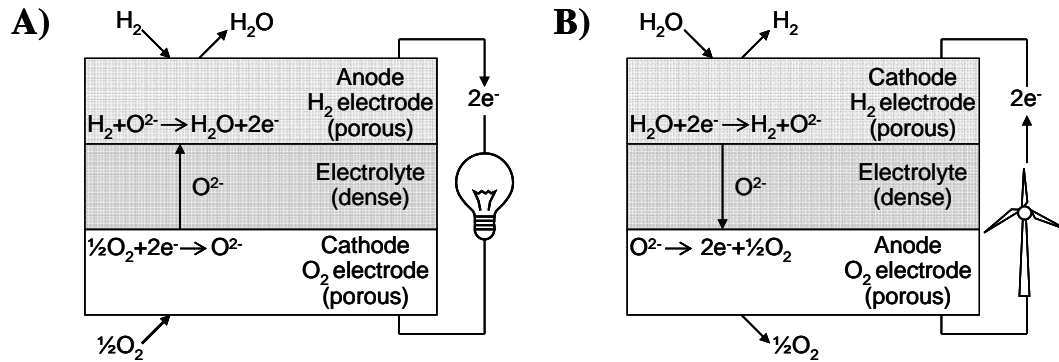 A)
H₂
H₂O
Anode
H₂ electrode
(porous)
H₂+O²⁻→H₂O+2e⁻
2e⁻
Electrolyte
(dense)
O²⁻
½O₂+2e⁻→O²⁻
Cathode
O₂ electrode
(porous)
½O₂
B)
H₂O
H₂
Cathode
H₂ electrode
(porous)
H₂O+2e⁻→H₂+O²⁻
2e⁻
Electrolyte
(dense)
O²⁻
O²⁻→2e⁻+½O₂
Anode
O₂ electrode
(porous)
½O₂